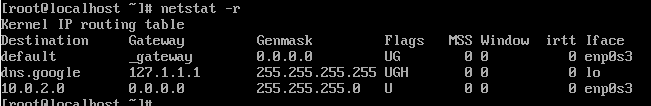 [root@localhost ~]# netstat -r
Kernel IP routing table
Destination     Gateway         Genmask         Flags   MSS Window  irtt Iface
default         _gateway        0.0.0.0         UG        0 0          0 enp0s3
dns.google      127.1.1.1       255.255.255.255 UGH       0 0          0 lo
10.0.2.0        0.0.0.0         255.255.255.0   U         0 0          0 enp0s3
[root@localhost ~]#